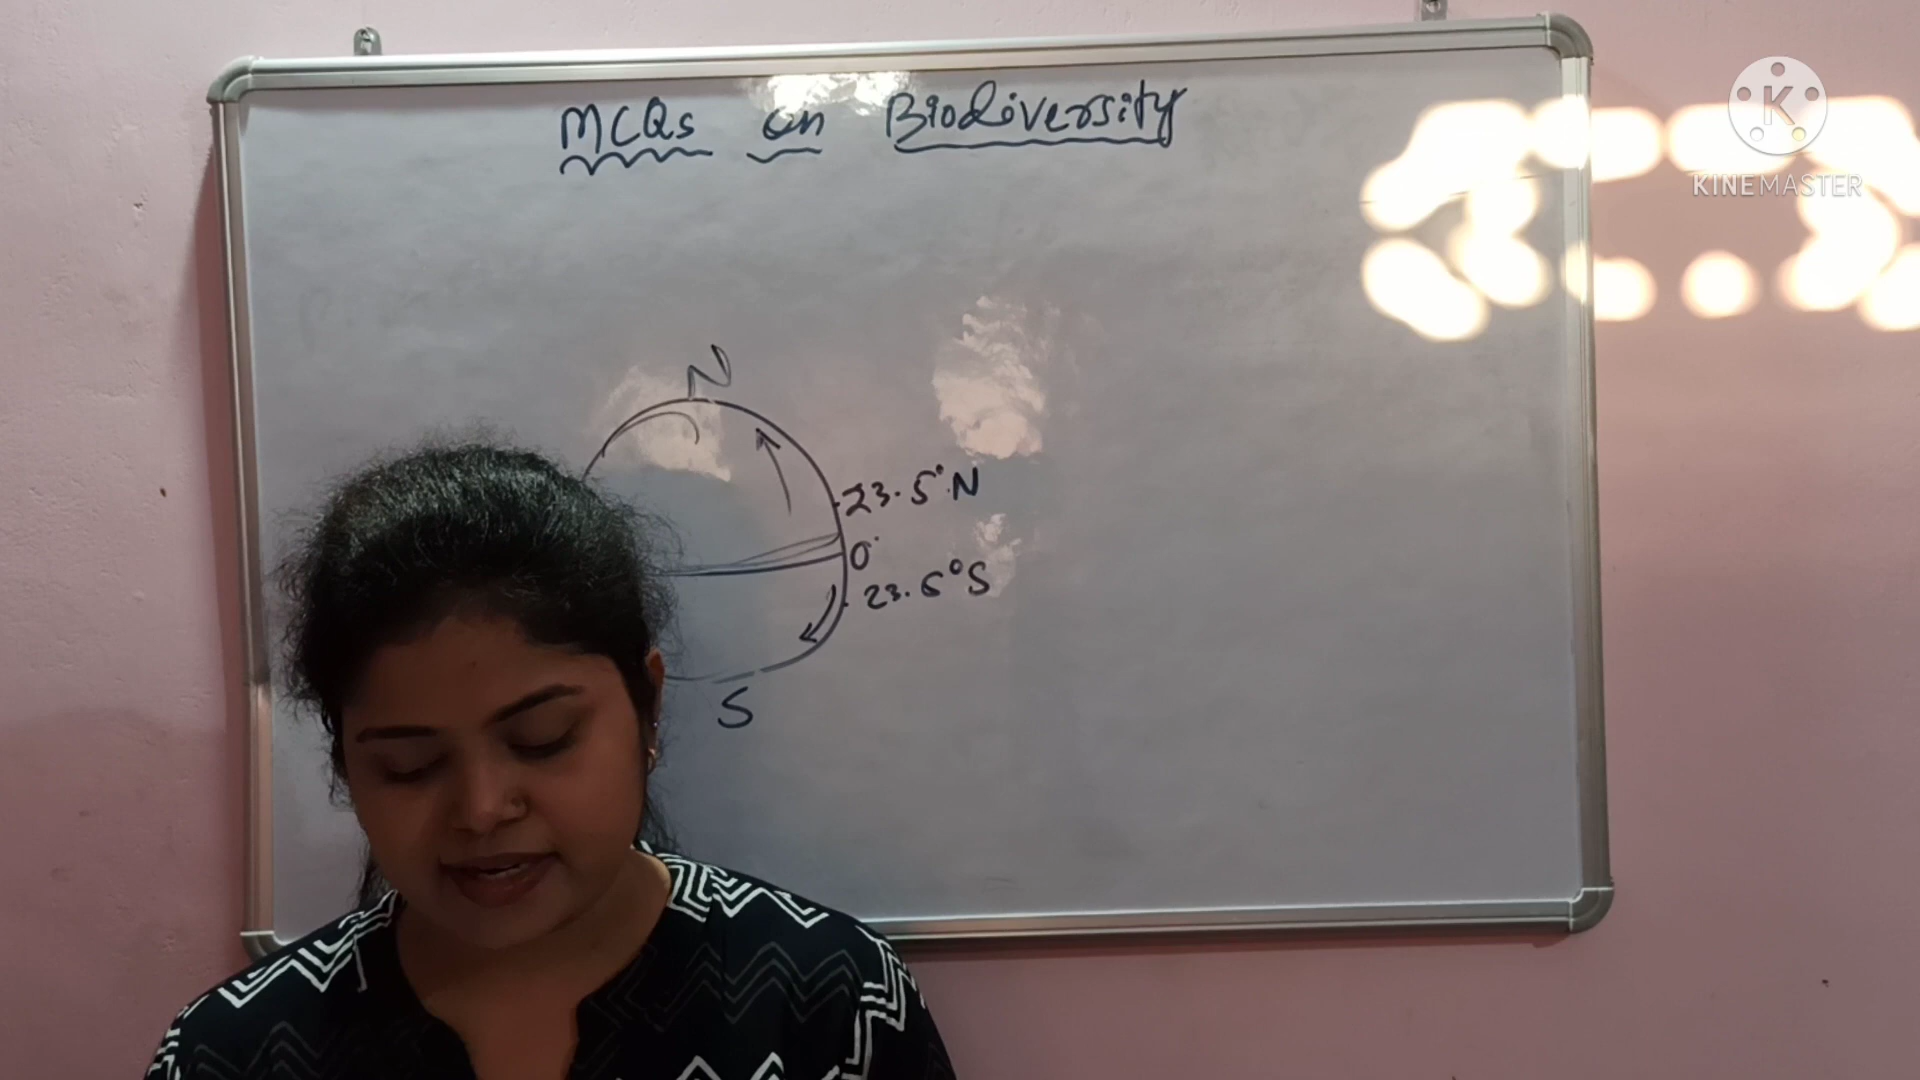 MCQs on Biodiversity
K
KINEMASTER
N
23.5°N
0°
23.5°S
S